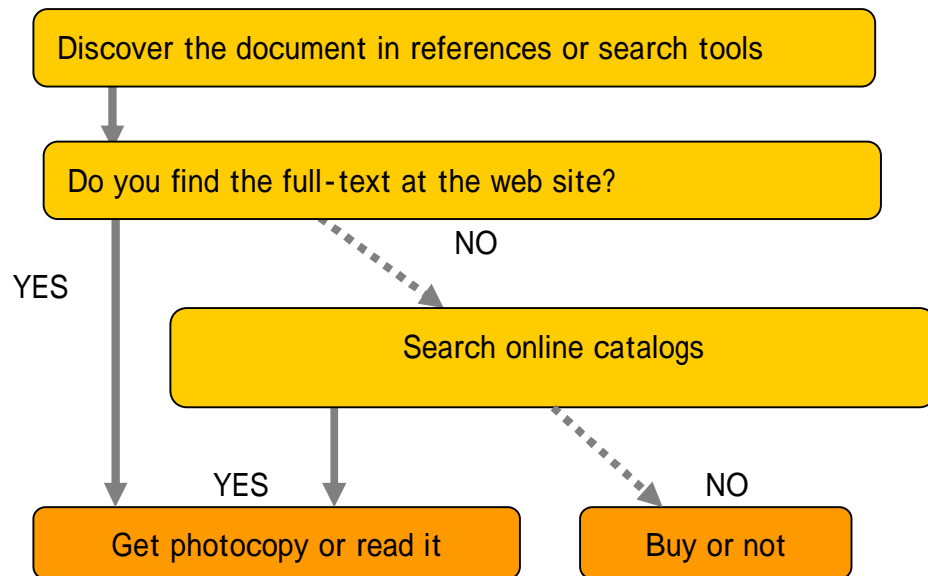 Discover the document in references or search tools
Do you find the full-text at the web site?
NO
YES
Search online catalogs
YES
NO
Get photocopy or read it
Buy or not